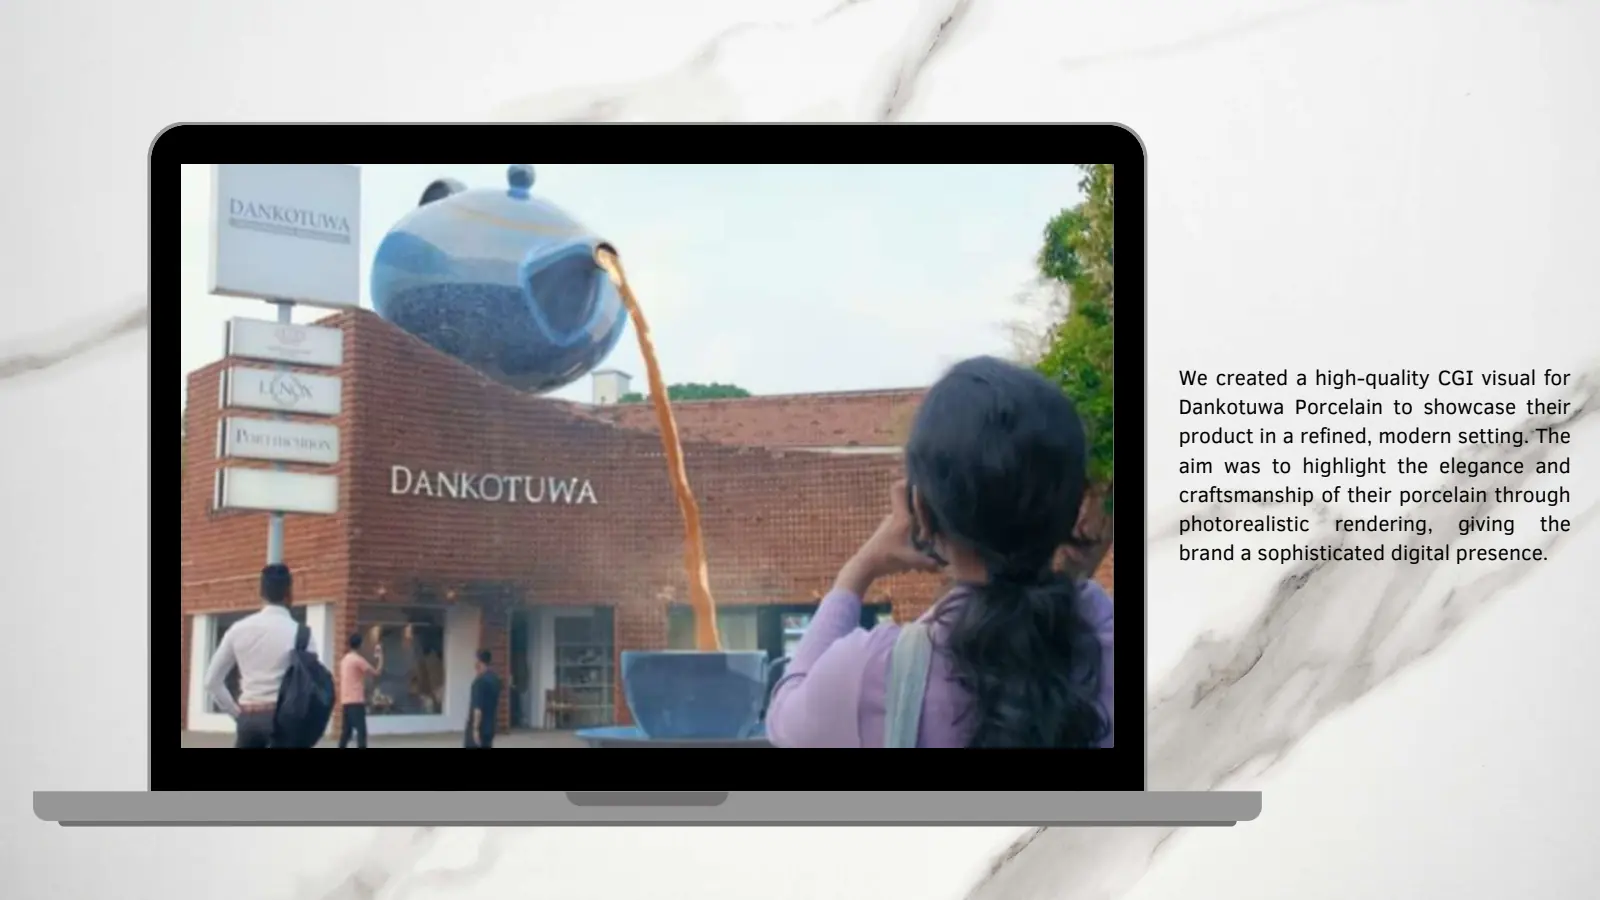 DANKOTUWA
LENOX
DANKOTUWA
We created a high-quality CGI visual for
Dankotuwa Porcelain to showcase their
product in a refined, modern setting. The
aim was to highlight the elegance and
craftsmanship of their porcelain through
photorealistic rendering, giving the
brand a sophisticated digital presence.